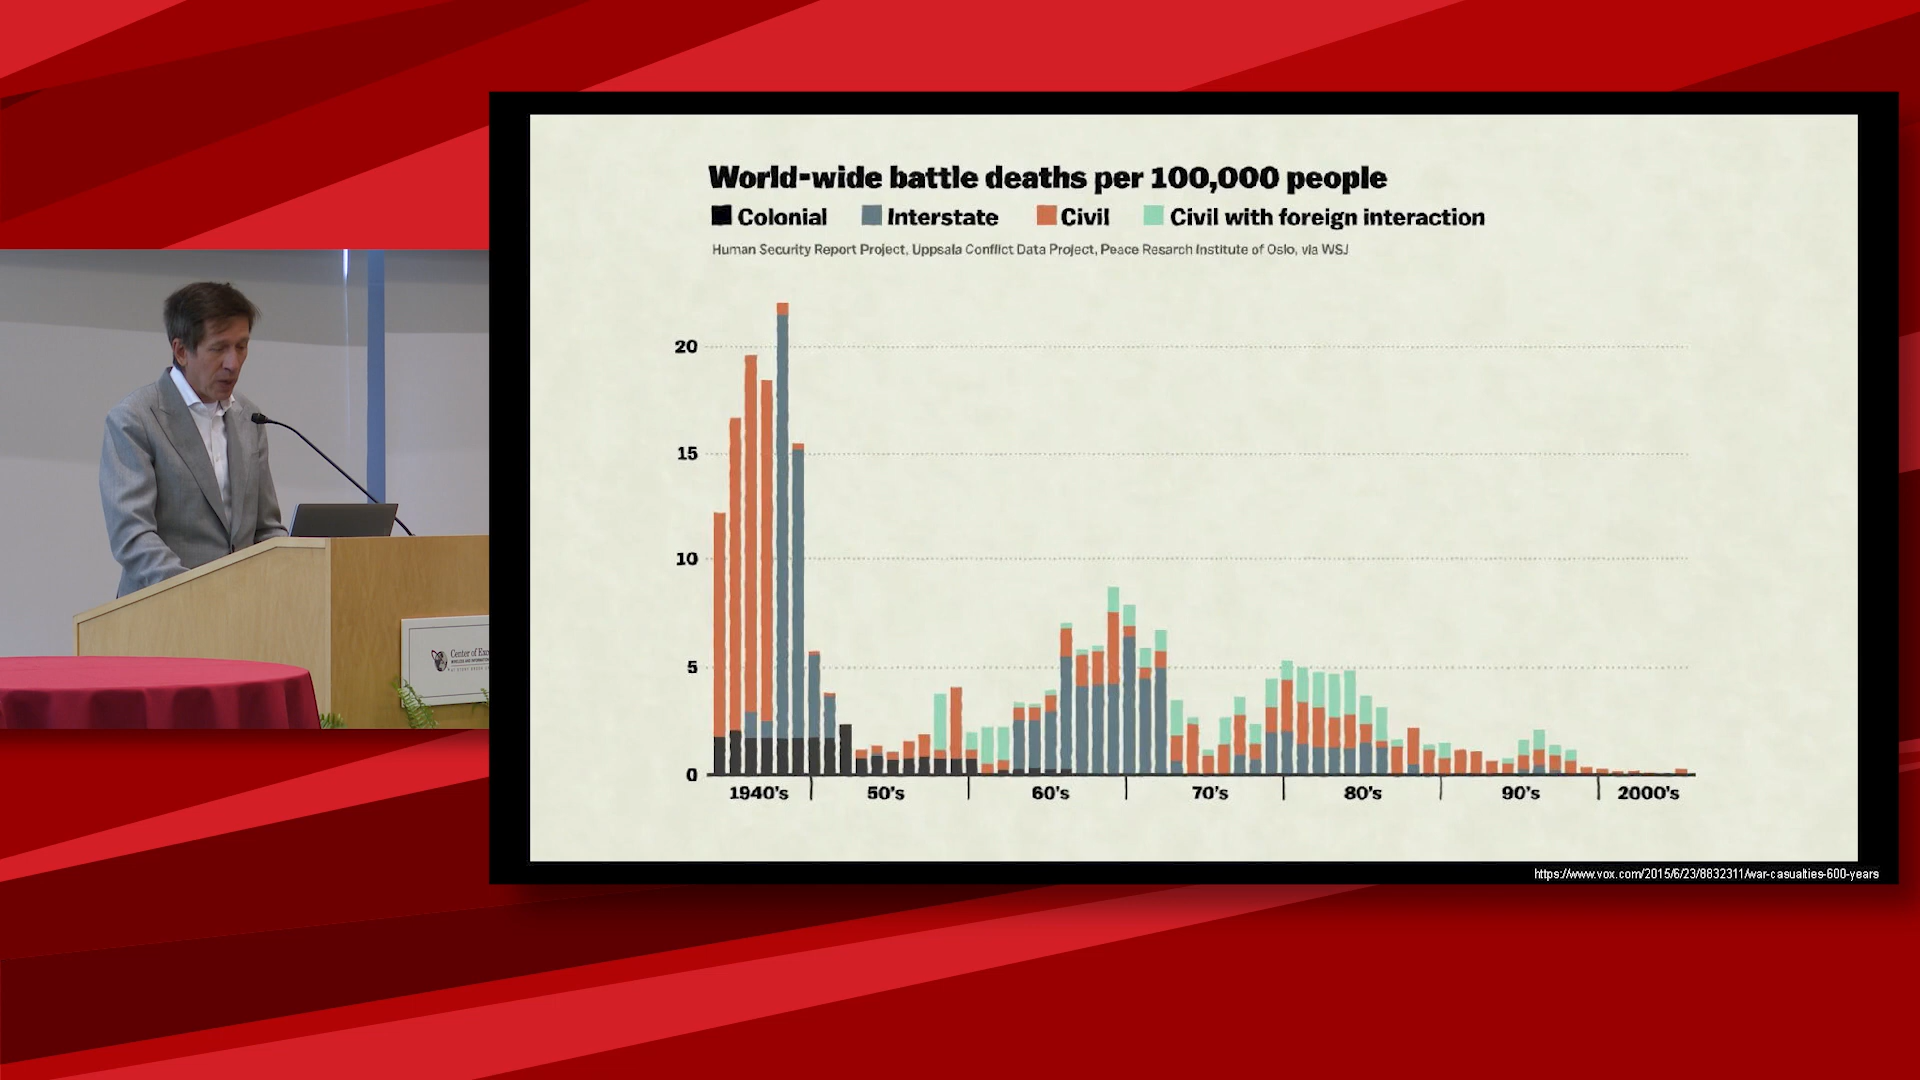 World-wide battle deaths per 100,000 people
Colonial Interstate Civil Civil with foreign interaction
Human Security Report Project, Uppsala Conflict Data Project, Peace Resarch Institute of Oslo, via WSJ
20
15
10
5
0
1940's 50's 60's 70's 80's 90's 2000's
https://www.vox.com/2015/6/23/8832311/war-casualties-600-years
Center of